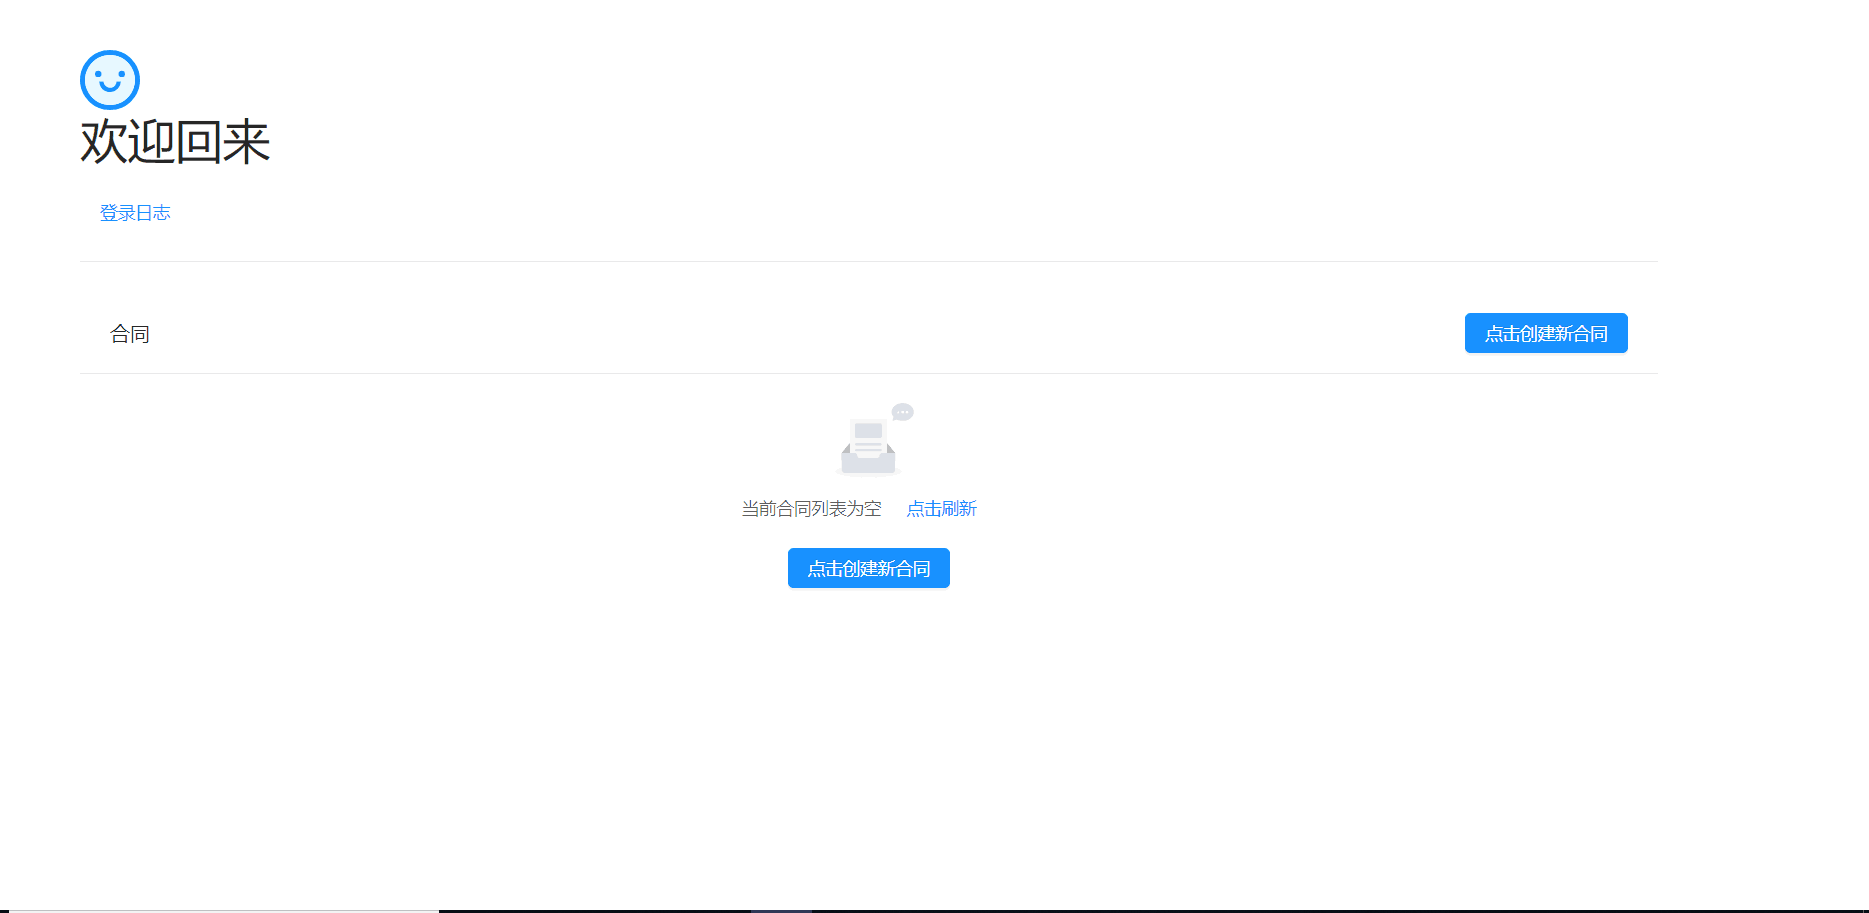 欢迎回来
登录日志
合同
点击创建新合同
当前合同列表为空 点击刷新
点击创建新合同